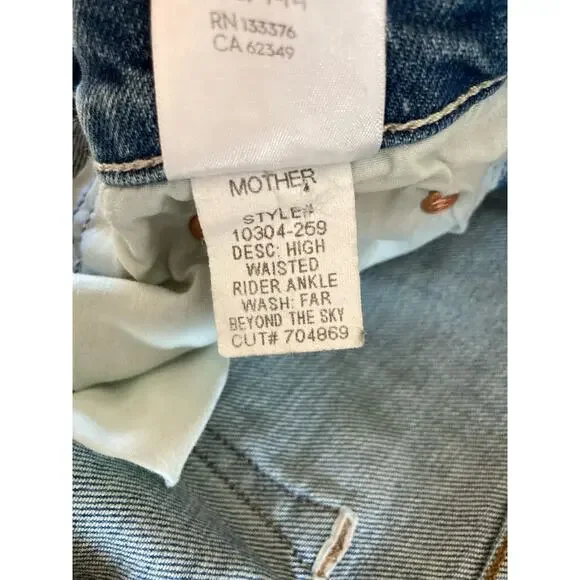 RN 133376
CA 62349
MOTHER
STYLE#
10304-259
DESC: HIGH
WAISTED
RIDER ANKLE
WASH: FAR
BEYOND THE SKY
CUT# 704869